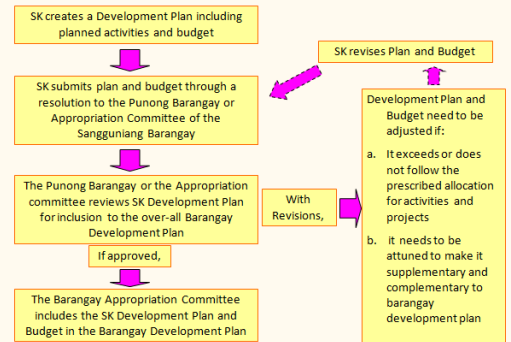 SK creates a Development Plan including
planned activities and budget
SK submits plan and budget through a
resolution to the Punong Barangay or
Appropriation Committee of the
Sangguniang Barangay
The Punong Barangay or the Appropriation
committee reviews SK Development Plan
for inclusion to the over-all Barangay
Development Plan
If approved,
The Barangay Appropriation Committee
includes the SK Development Plan and
Budget in the Barangay Development Plan
With
Revisions,
Development Plan and
Budget need to be
adjusted if:
a. It exceeds or does
not follow the
prescribed allocation
for activities and
projects
b. it needs to be
attuned to make it
supplementary and
complementary to
barangay
development plan
SK revises Plan and Budget